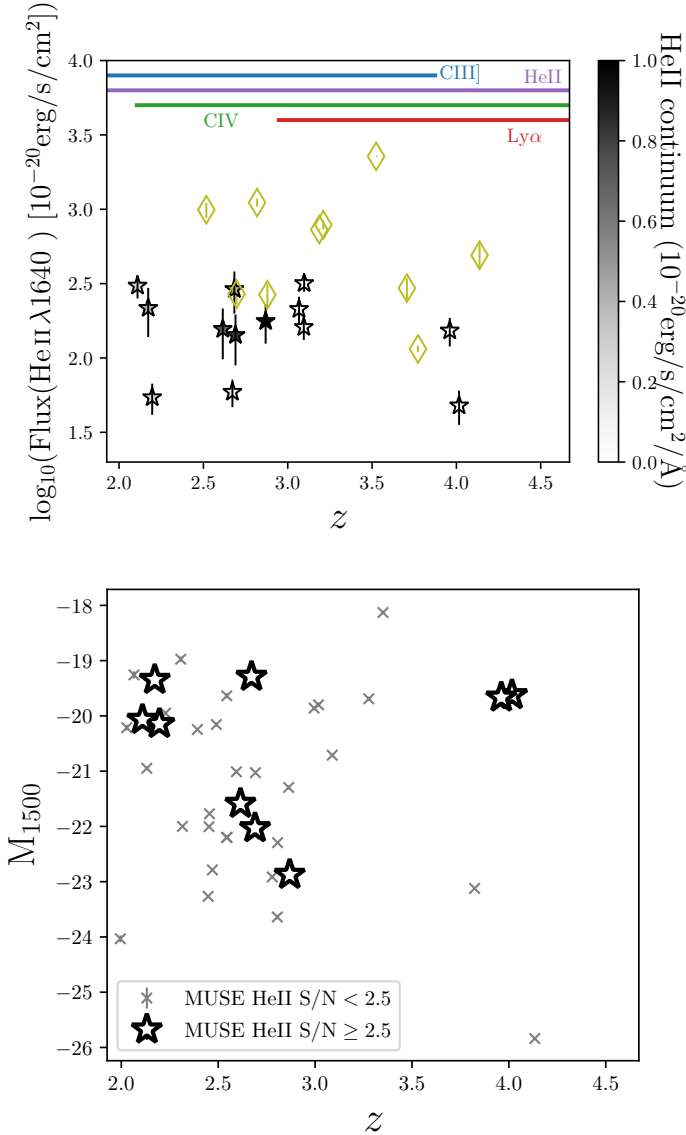 4.0
3.5
3.0
2.5
2.0
1.5
log₁₀(Flux(HeII λ1640 ) [10⁻²⁰erg/s/cm²]
CIII]
HeII
CIV
Lyα
2.0 2.5 3.0 3.5 4.0 4.5
z
1.0
0.8
0.6
0.4
0.2
0.0
HeII continuum (10⁻²⁰erg/s/cm²/Å)
−18
−19
−20
−21
−22
−23
−24
−25
−26
M₁₅₀₀
MUSE HeII S/N < 2.5
MUSE HeII S/N ≥ 2.5
2.0 2.5 3.0 3.5 4.0 4.5
z